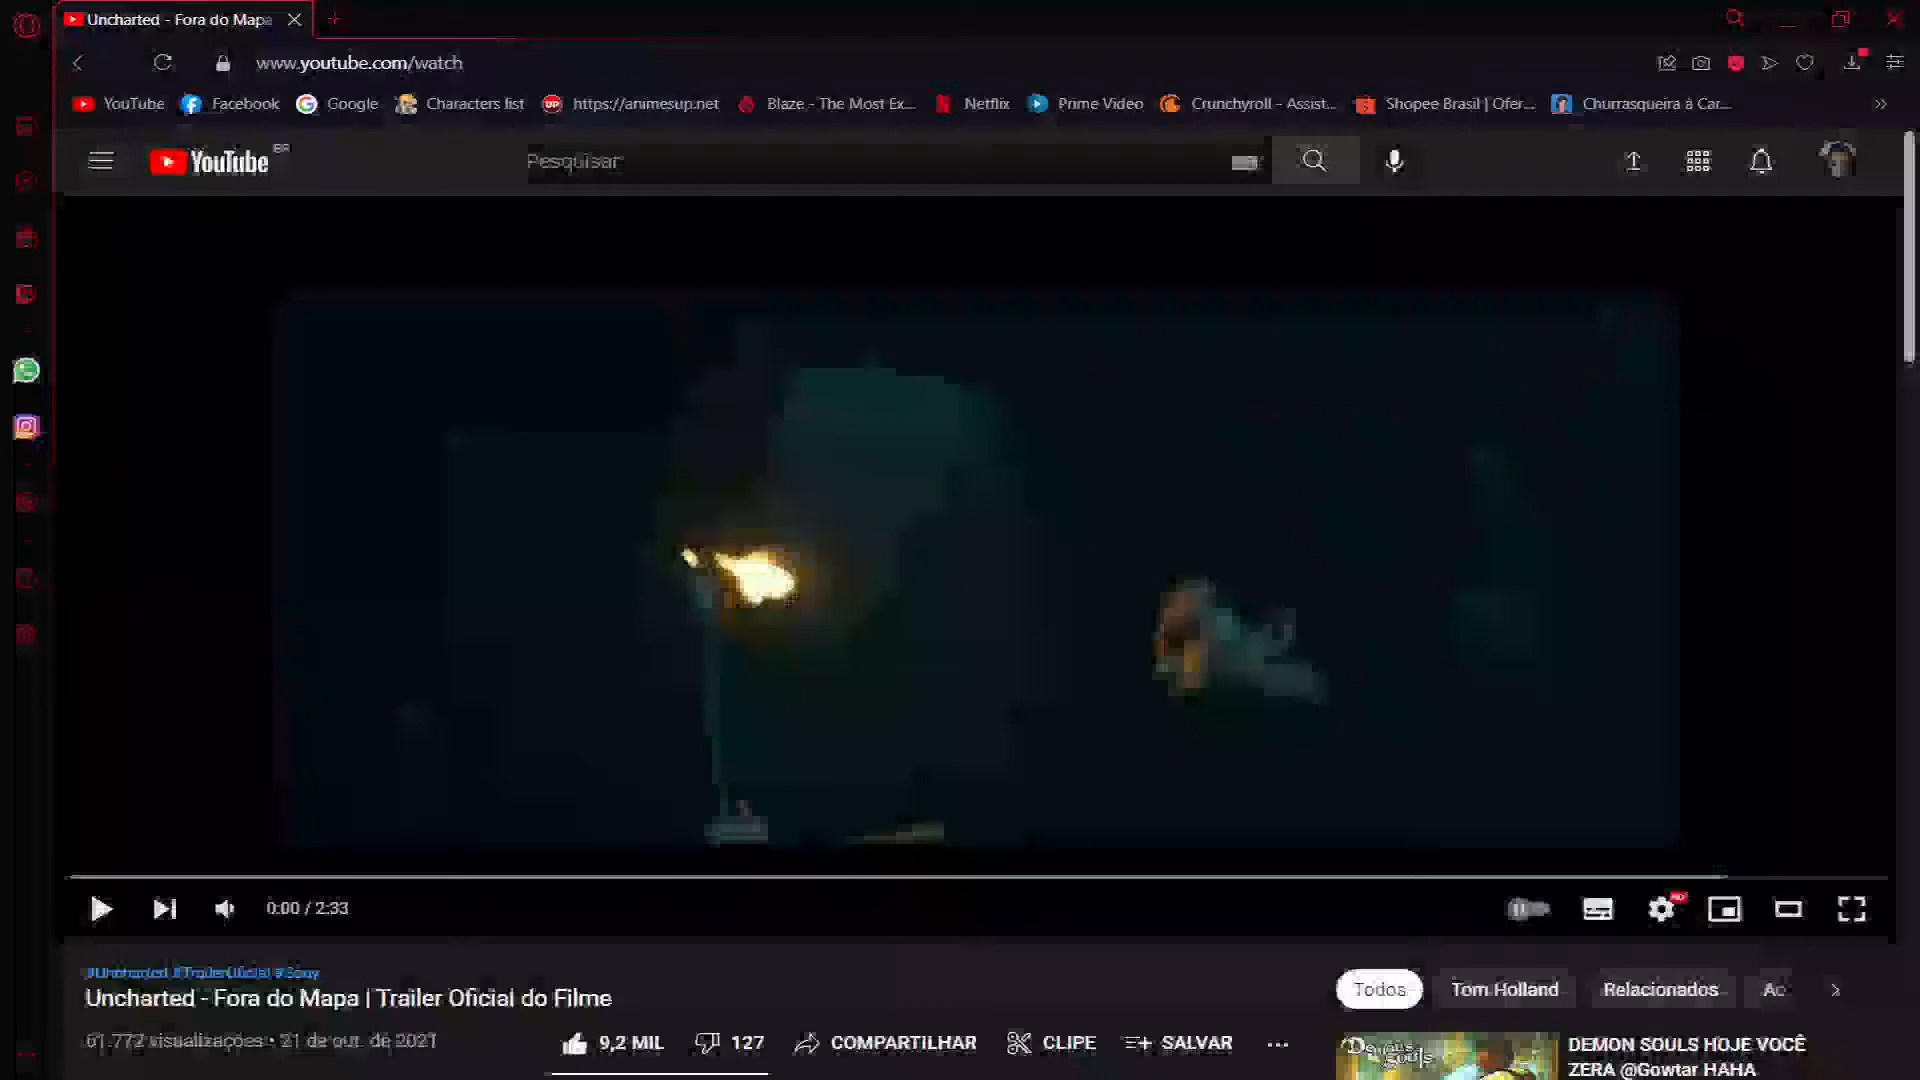 Uncharted - Fora do Mapa
www.youtube.com/watch
YouTube Facebook Google Characters list https://animesup.net Blaze - The Most Ex... Netflix Prime Video Crunchyroll - Assist... Shopee Brasil | Ofer... Churrasqueira à Car...
YouTube BR Pesquisar
0:00 / 2:33
#Uncharted #TrailerOficial #Sony
Uncharted - Fora do Mapa | Trailer Oficial do Filme
61.772 visualizações • 21 de out. de 2021
9,2 MIL 127 COMPARTILHAR CLIPE SALVAR
Todos Tom Holland Relacionados Ac
DEMON SOULS HOJE VOCÊ
ZERA @Gowtar HAHA
Demon's Souls